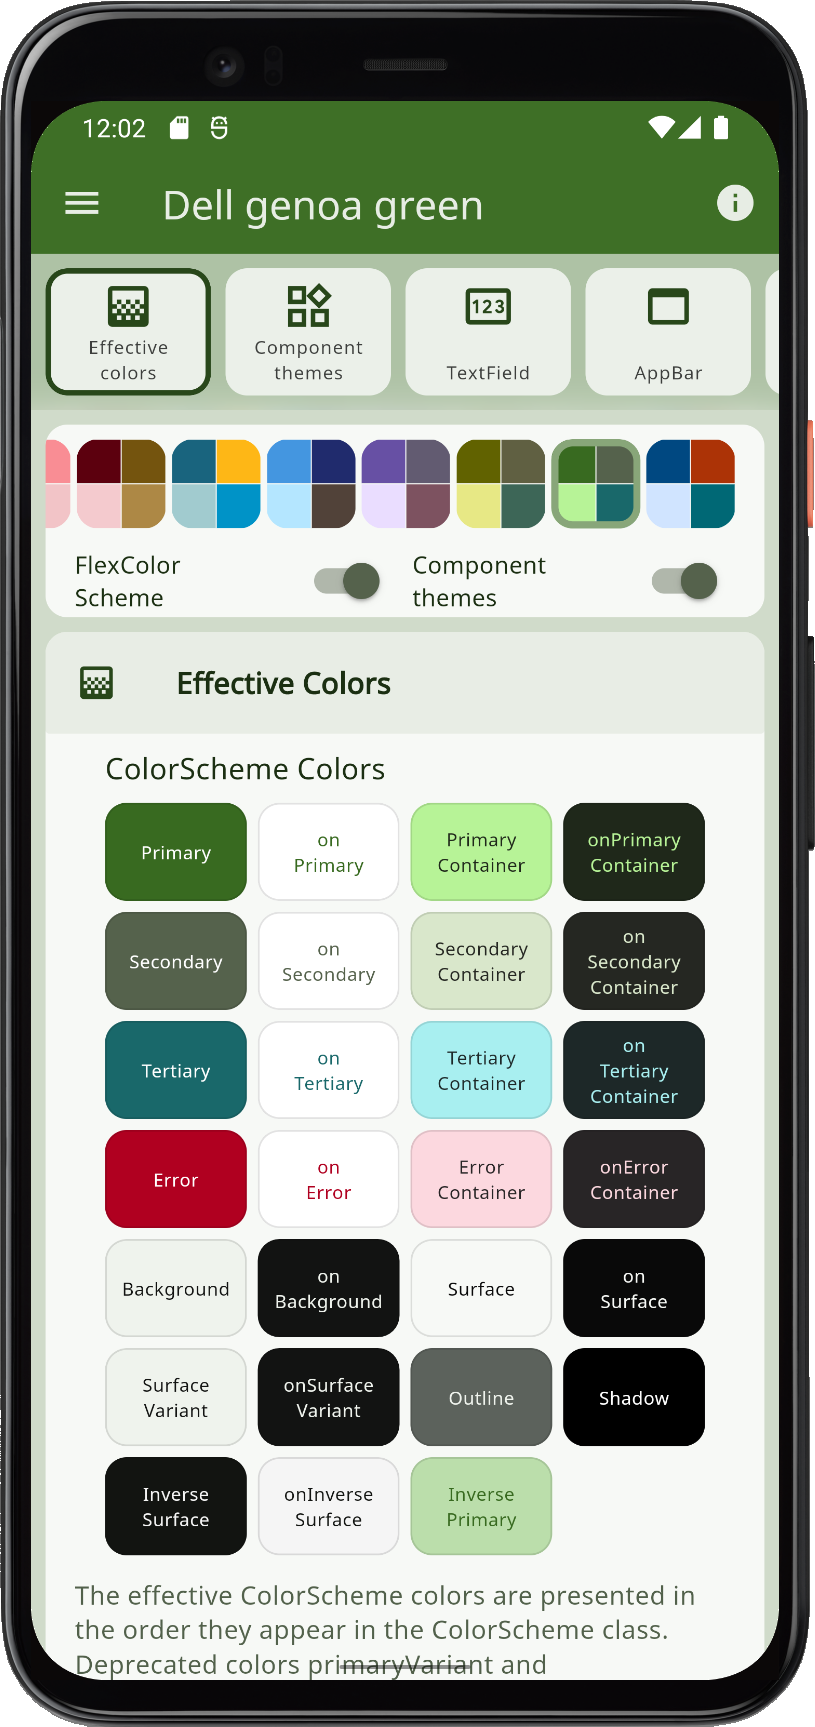 12:02
Dell genoa green
Effective
colors
Component
themes
123
TextField
AppBar
FlexColor
Scheme
Component
themes
Effective Colors
ColorScheme Colors
Primary
on
Primary
Primary
Container
onPrimary
Container
Secondary
on
Secondary
Secondary
Container
on
Secondary
Container
Tertiary
on
Tertiary
Tertiary
Container
on
Tertiary
Container
Error
on
Error
Error
Container
onError
Container
Background
on
Background
Surface
on
Surface
Surface
Variant
onSurface
Variant
Outline
Shadow
Inverse
Surface
onInverse
Surface
Inverse
Primary
The effective ColorScheme colors are presented in
the order they appear in the ColorScheme class.
Deprecated colors primaryVariant and